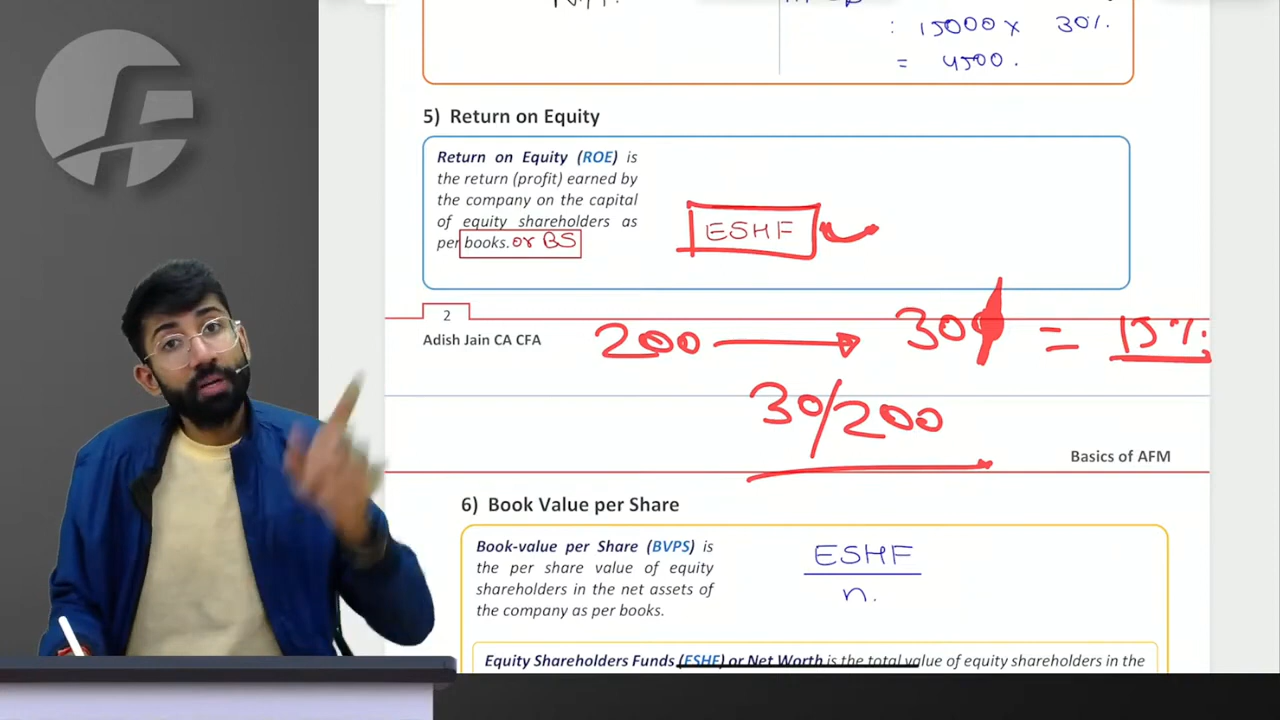 : 15000 x 30%.
= 4500.
5) Return on Equity
Return on Equity (ROE) is
the return (profit) earned by
the company on the capital
of equity shareholders as
per books. or BS
ESHF
2
Adish Jain CA CFA
200 → 300 = 15%.
30/200
Basics of AFM
6) Book Value per Share
Book-value per Share (BVPS) is
the per share value of equity
shareholders in the net assets of
the company as per books.
ESHF
n.
Equity Shareholders Funds (ESHF) or Net Worth is the total value of equity shareholders in the